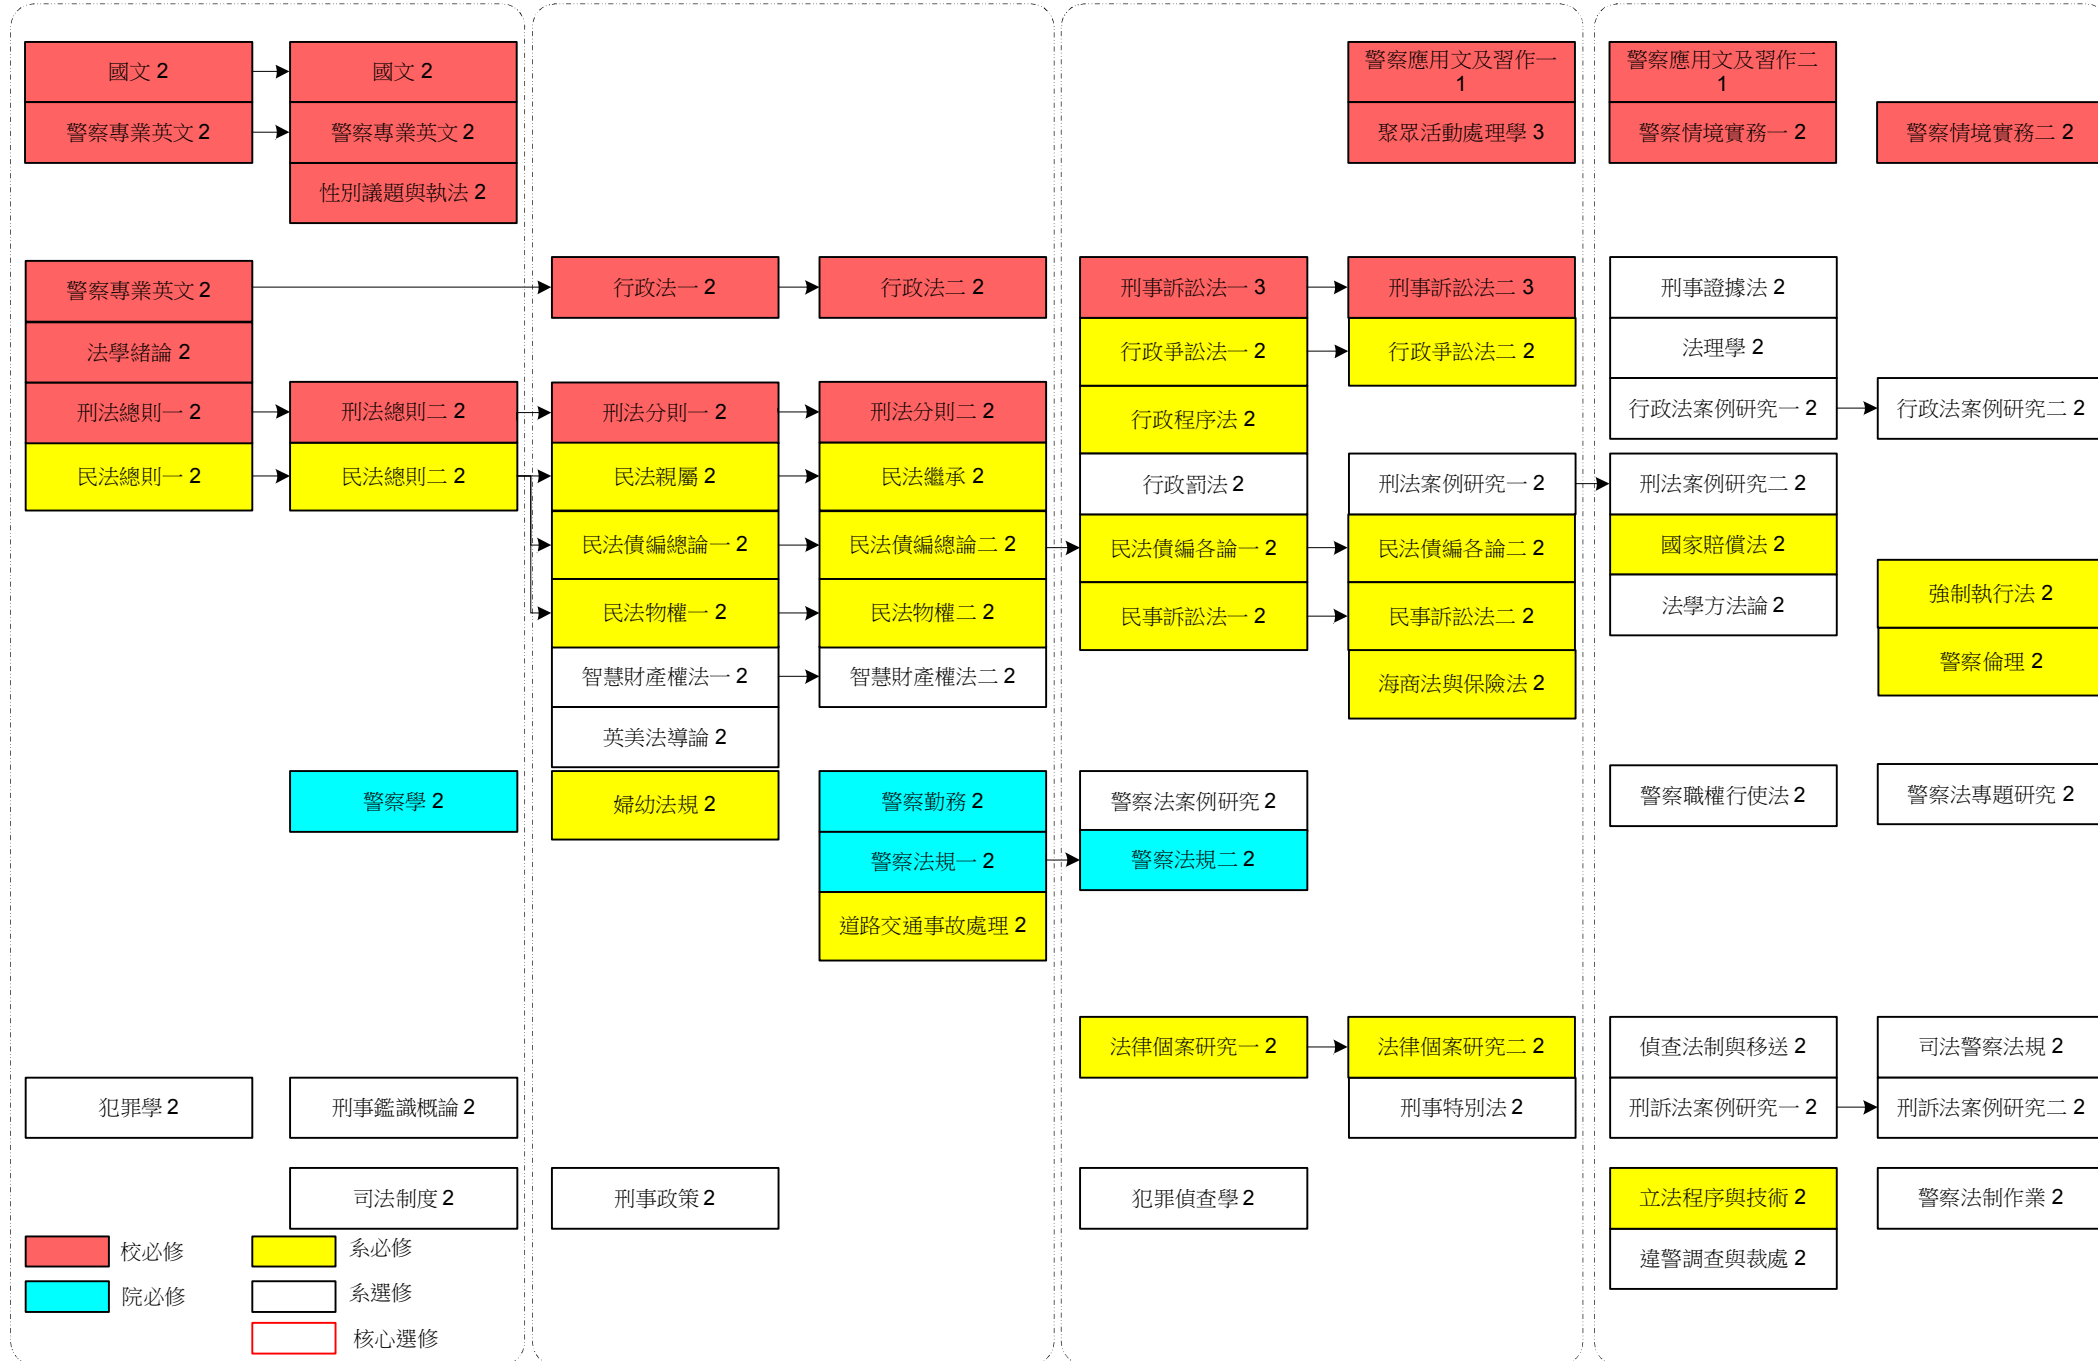 國文 2
國文 2
警察應用文及習作一
1
警察應用文及習作二
1
警察專業英文 2
警察專業英文 2
聚眾活動處理學 3
警察情境實務一 2
警察情境實務二 2
性別議題與執法 2
警察專業英文 2
行政法一 2
行政法二 2
刑事訴訟法一 3
刑事訴訟法二 3
刑事證據法 2
法學緒論 2
行政爭訟法一 2
行政爭訟法二 2
法理學 2
刑法總則一 2
刑法總則二 2
刑法分則一 2
刑法分則二 2
行政程序法 2
行政法案例研究一 2
行政法案例研究二 2
民法總則一 2
民法總則二 2
民法親屬 2
民法繼承 2
行政罰法 2
刑法案例研究一 2
刑法案例研究二 2
民法債編總論一 2
民法債編總論二 2
民法債編各論一 2
民法債編各論二 2
國家賠償法 2
民法物權一 2
民法物權二 2
民事訴訟法一 2
民事訴訟法二 2
法學方法論 2
強制執行法 2
智慧財產權法一 2
智慧財產權法二 2
海商法與保險法 2
警察倫理 2
英美法導論 2
警察學 2
婦幼法規 2
警察勤務 2
警察法案例研究 2
警察職權行使法 2
警察法專題研究 2
警察法規一 2
警察法規二 2
道路交通事故處理 2
法律個案研究一 2
法律個案研究二 2
偵查法制與移送 2
司法警察法規 2
犯罪學 2
刑事鑑識概論 2
刑事特別法 2
刑訴法案例研究一 2
刑訴法案例研究二 2
司法制度 2
刑事政策 2
犯罪偵查學 2
立法程序與技術 2
警察法制作業 2
違警調查與裁處 2
校必修
系必修
院必修
系選修
核心選修